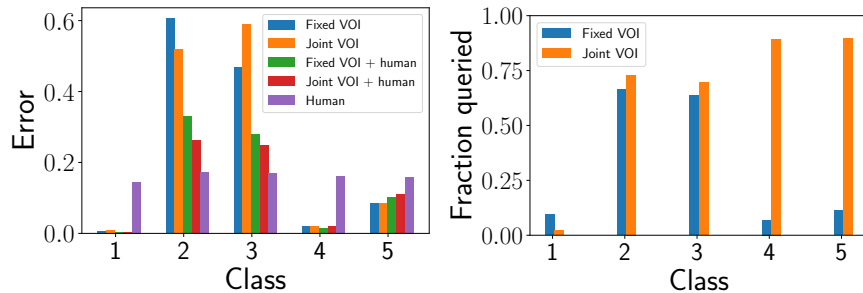 0.6
0.4
0.2
0.0
Error
Fixed VOI
Joint VOI
Fixed VOI + human
Joint VOI + human
Human
1 2 3 4 5
Class
1.00
0.75
0.50
0.25
0.00
Fraction queried
Fixed VOI
Joint VOI
1 2 3 4 5
Class